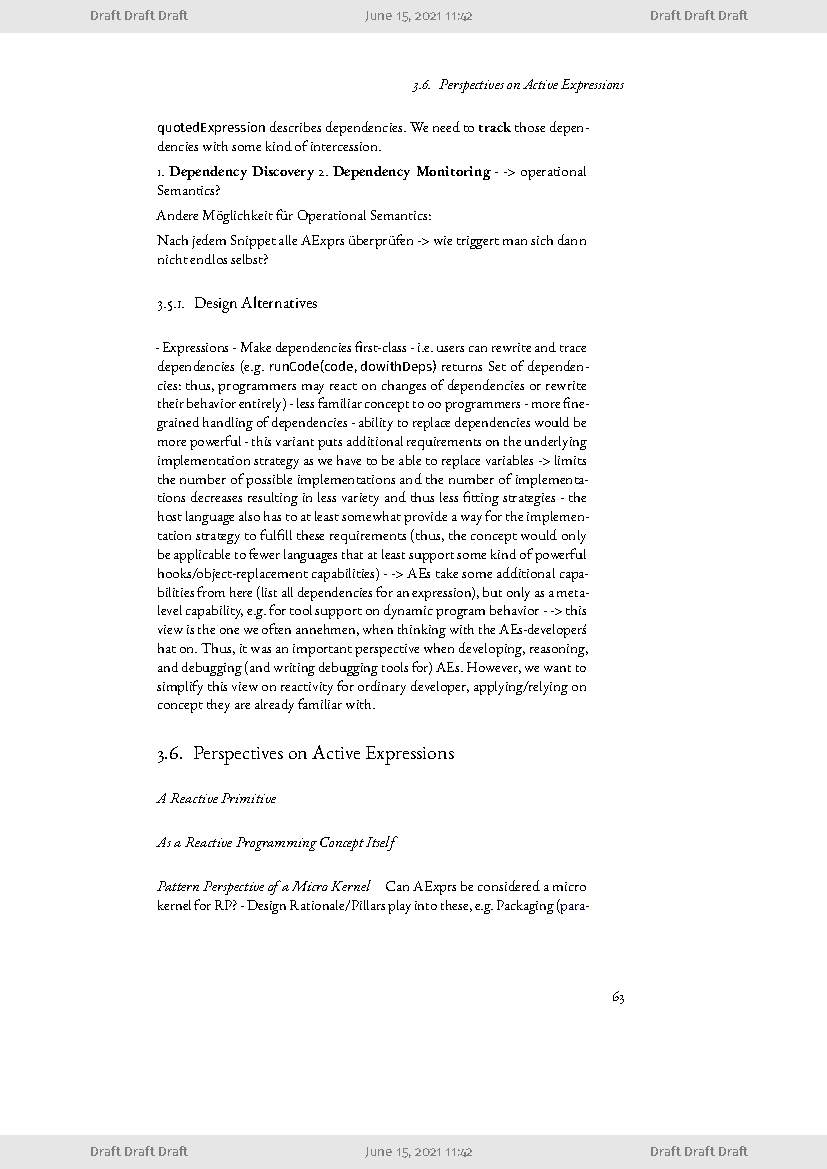 Draft Draft Draft June 15, 2021 11:42 Draft Draft Draft
3.6. Perspectives on Active Expressions
quotedExpression describes dependencies. We need to track those depen-
dencies with some kind of intercession.
1. Dependency Discovery 2. Dependency Monitoring - -> operational
Semantics?
Andere Möglichkeit für Operational Semantics:
Nach jedem Snippet alle AExprs überprüfen -> wie triggert man sich dann
nicht endlos selbst?
3.5.1. Design Alternatives
- Expressions - Make dependencies first-class - i.e. users can rewrite and trace
dependencies (e.g. runCode(code, dowithDeps) returns Set of dependen-
cies: thus, programmers may react on changes of dependencies or rewrite
their behavior entirely) - less familiar concept to oo programmers - more fine-
grained handling of dependencies - ability to replace dependencies would be
more powerful - this variant puts additional requirements on the underlying
implementation strategy as we have to be able to replace variables -> limits
the number of possible implementations and the number of implementa-
tions decreases resulting in less variety and thus less fitting strategies - the
host language also has to at least somewhat provide a way for the implemen-
tation strategy to fulfill these requirements (thus, the concept would only
be applicable to fewer languages that at least support some kind of powerful
hooks/object-replacement capabilities) - -> AEs take some additional capa-
bilities from here (list all dependencies for an expression), but only as a meta-
level capability, e.g. for tool support on dynamic program behavior - -> this
view is the one we often annehmen, when thinking with the AEs-developerś
hat on. Thus, it was an important perspective when developing, reasoning,
and debugging (and writing debugging tools for) AEs. However, we want to
simplify this view on reactivity for ordinary developer, applying/relying on
concept they are already familiar with.
3.6. Perspectives on Active Expressions
A Reactive Primitive
As a Reactive Programming Concept Itself
Pattern Perspective of a Micro Kernel Can AExprs be considered a micro
kernel for RP? - Design Rationale/Pillars play into these, e.g. Packaging (para-
63
Draft Draft Draft June 15, 2021 11:42 Draft Draft Draft